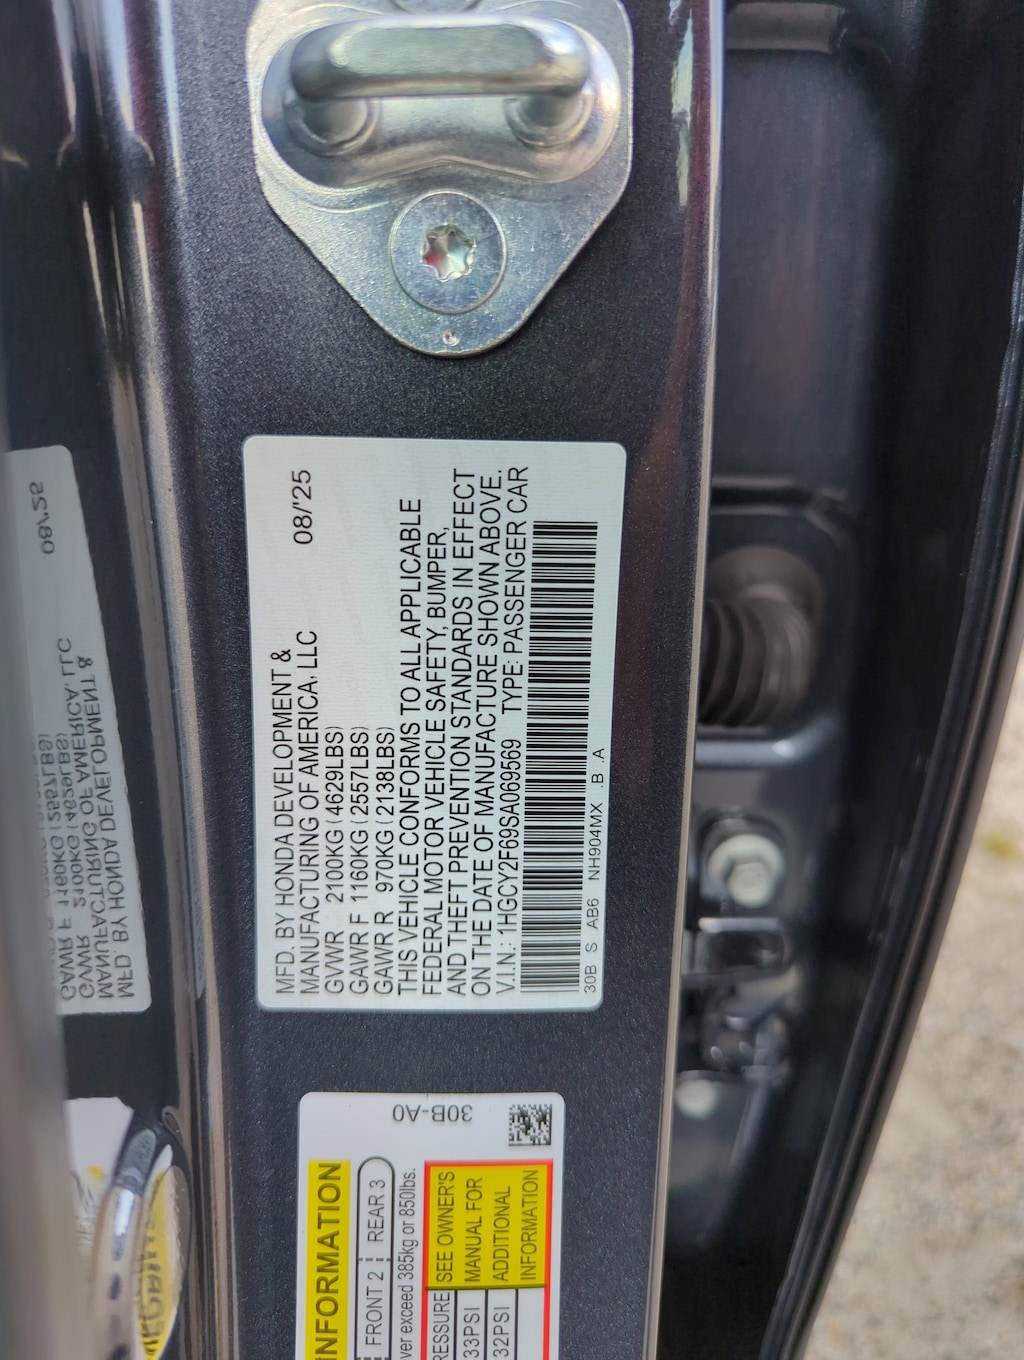 MFD. BY HONDA DEVELOPMENT &
MANUFACTURING OF AMERICA, LLC 08/'25
GVWR 2100KG (4629LBS)
GAWR F 1160KG (2557LBS)
GAWR R 970KG (2138LBS)
THIS VEHICLE CONFORMS TO ALL APPLICABLE
FEDERAL MOTOR VEHICLE SAFETY, BUMPER,
AND THEFT PREVENTION STANDARDS IN EFFECT
ON THE DATE OF MANUFACTURE SHOWN ABOVE.
V.I.N.: 1HGCY2F69SA069569 TYPE: PASSENGER CAR
30B S AB6 NH904MX .B .A
30B-A0
INFORMATION
FRONT 2 REAR 3
ver exceed 385kg or 850lbs.
RESSURE SEE OWNER'S
33PSI MANUAL FOR
32PSI ADDITIONAL
INFORMATION